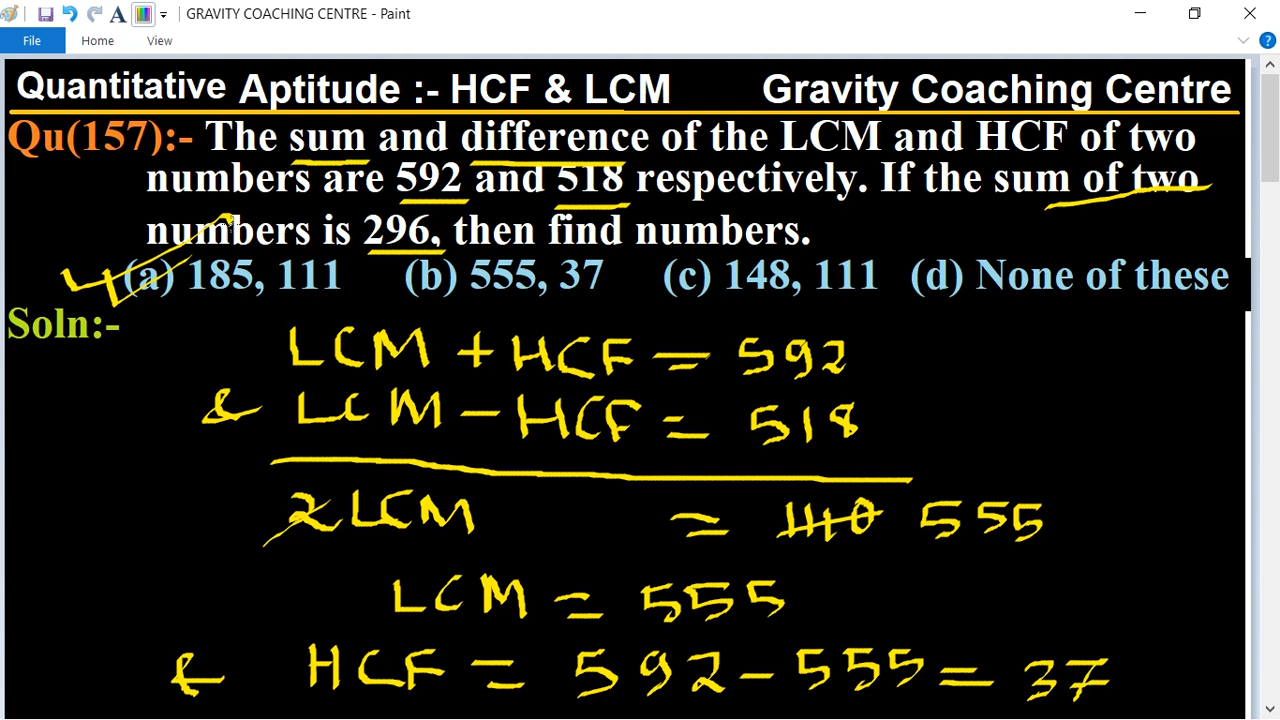 GRAVITY COACHING CENTRE - Paint
File Home View
Quantitative Aptitude :- HCF & LCM Gravity Coaching Centre
Qu(157):- The sum and difference of the LCM and HCF of two
numbers are 592 and 518 respectively. If the sum of two
numbers is 296, then find numbers.
(a) 185, 111 (b) 555, 37 (c) 148, 111 (d) None of these
Soln:-
LCM + HCF = 592
& LCM - HCF = 518
2LCM = 1110 555
LCM = 555
& HCF = 592 - 555 = 37